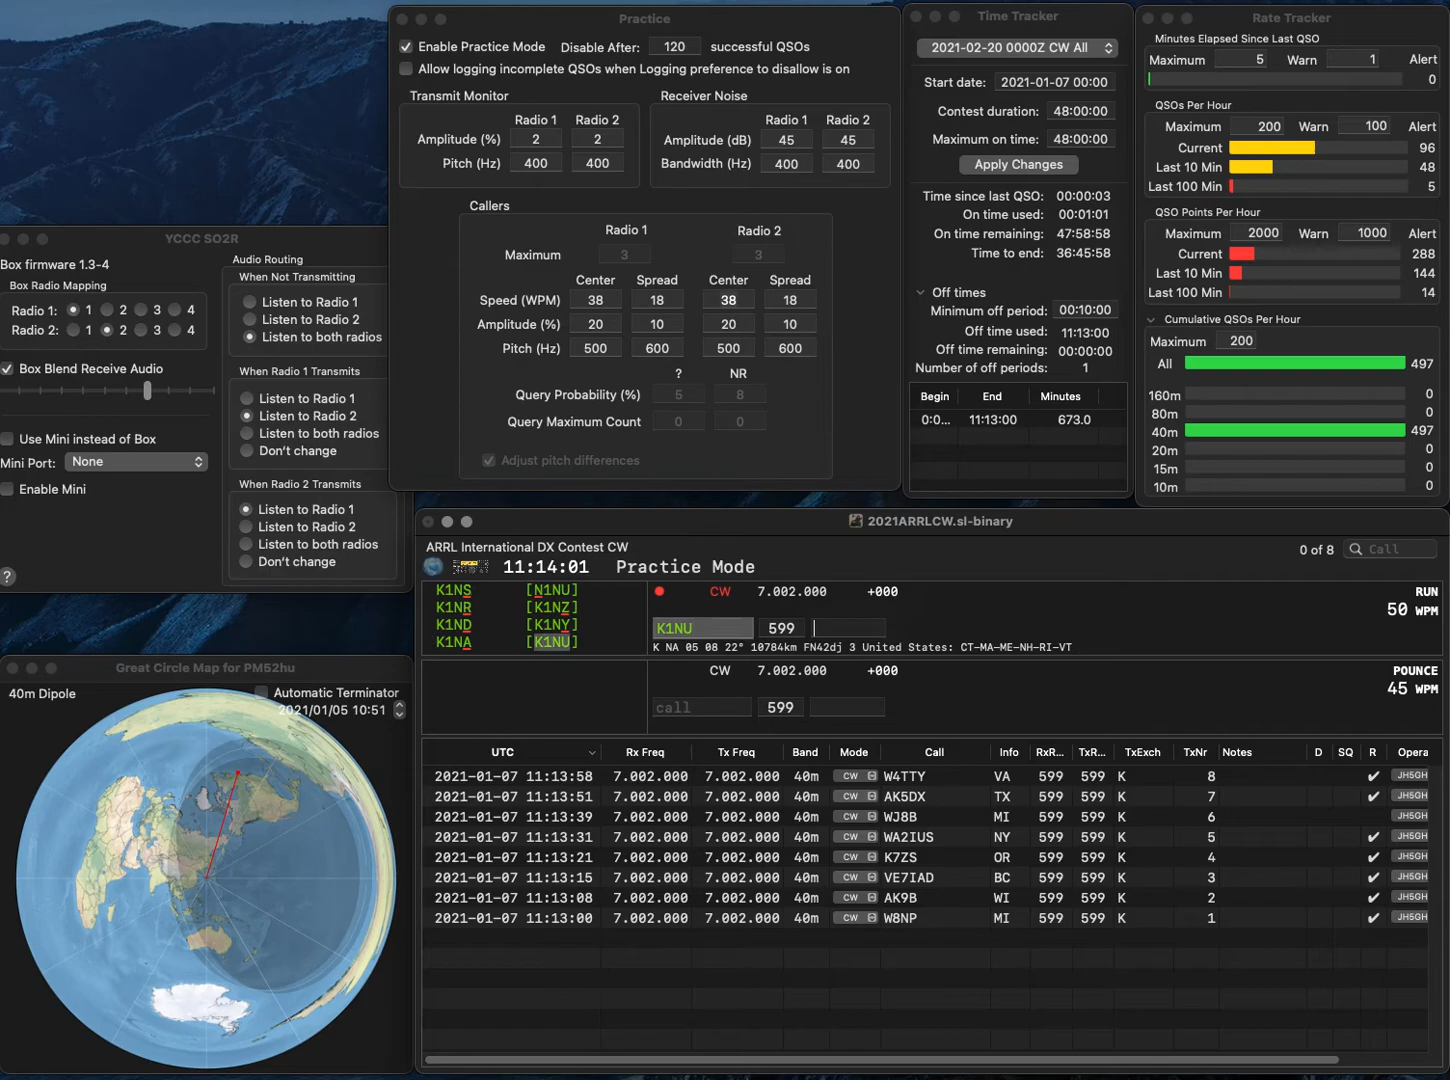 Practice
Enable Practice Mode Disable After: 120 successful QSOs
Allow logging incomplete QSOs when Logging preference to disallow is on
Transmit Monitor
Radio 1 Radio 2
Amplitude (%) 2 2
Pitch (Hz) 400 400
Receiver Noise
Radio 1 Radio 2
Amplitude (dB) 45 45
Bandwidth (Hz) 400 400
Callers
Radio 1 Radio 2
Maximum 3 3
Center Spread Center Spread
Speed (WPM) 38 18 38 18
Amplitude (%) 20 10 20 10
Pitch (Hz) 500 600 500 600
? NR
Query Probability (%) 5 8
Query Maximum Count 0 0
Adjust pitch differences
Time Tracker
2021-02-20 0000Z CW All
Start date: 2021-01-07 00:00
Contest duration: 48:00:00
Maximum on time: 48:00:00
Apply Changes
Time since last QSO: 00:00:03
On time used: 00:01:01
On time remaining: 47:58:58
Time to end: 36:45:58
Off times
Minimum off period: 00:10:00
Off time used: 11:13:00
Off time remaining: 00:00:00
Number of off periods: 1
Begin End Minutes
0:0... 11:13:00 673.0
Rate Tracker
Minutes Elapsed Since Last QSO
Maximum 5 Warn 1 Alert
0
QSOs Per Hour
Maximum 200 Warn 100 Alert
Current 96
Last 10 Min 48
Last 100 Min 5
QSO Points Per Hour
Maximum 2000 Warn 1000 Alert
Current 288
Last 10 Min 144
Last 100 Min 14
Cumulative QSOs Per Hour
Maximum 200
All 497
160m 0
80m 0
40m 497
20m 0
15m 0
10m 0
YCCC SO2R
Box firmware 1.3-4
Box Radio Mapping
Radio 1: 1 2 3 4
Radio 2: 1 2 3 4
Box Blend Receive Audio
Use Mini instead of Box
Mini Port: None
Enable Mini
?
Audio Routing
When Not Transmitting
Listen to Radio 1
Listen to Radio 2
Listen to both radios
When Radio 1 Transmits
Listen to Radio 1
Listen to Radio 2
Listen to both radios
Don't change
When Radio 2 Transmits
Listen to Radio 1
Listen to Radio 2
Listen to both radios
Don't change
Great Circle Map for PM52hu
40m Dipole Automatic Terminator
2021/01/05 10:51
2021ARRLCW.sl-binary
ARRL International DX Contest CW 0 of 8 Call
11:14:01 Practice Mode
K1NS [N1NU]
K1NR [K1NZ]
K1ND [K1NY]
K1NA [K1NU]
CW 7.002.000 +000 RUN
50 WPM
K1NU 599
K NA 05 08 22° 10784km FN42dj 3 United States: CT-MA-ME-NH-RI-VT
CW 7.002.000 +000 POUNCE
45 WPM
call 599
UTC Rx Freq Tx Freq Band Mode Call Info RxR... TxR... TxExch TxNr Notes D SQ R Opera
2021-01-07 11:13:58 7.002.000 7.002.000 40m CW W4TTY VA 599 599 K 8 ✔ JH5GH
2021-01-07 11:13:51 7.002.000 7.002.000 40m CW AK5DX TX 599 599 K 7 ✔ JH5GH
2021-01-07 11:13:39 7.002.000 7.002.000 40m CW WJ8B MI 599 599 K 6 JH5GH
2021-01-07 11:13:31 7.002.000 7.002.000 40m CW WA2IUS NY 599 599 K 5 ✔ JH5GH
2021-01-07 11:13:21 7.002.000 7.002.000 40m CW K7ZS OR 599 599 K 4 ✔ JH5GH
2021-01-07 11:13:15 7.002.000 7.002.000 40m CW VE7IAD BC 599 599 K 3 ✔ JH5GH
2021-01-07 11:13:08 7.002.000 7.002.000 40m CW AK9B WI 599 599 K 2 ✔ JH5GH
2021-01-07 11:13:00 7.002.000 7.002.000 40m CW W8NP MI 599 599 K 1 ✔ JH5GH